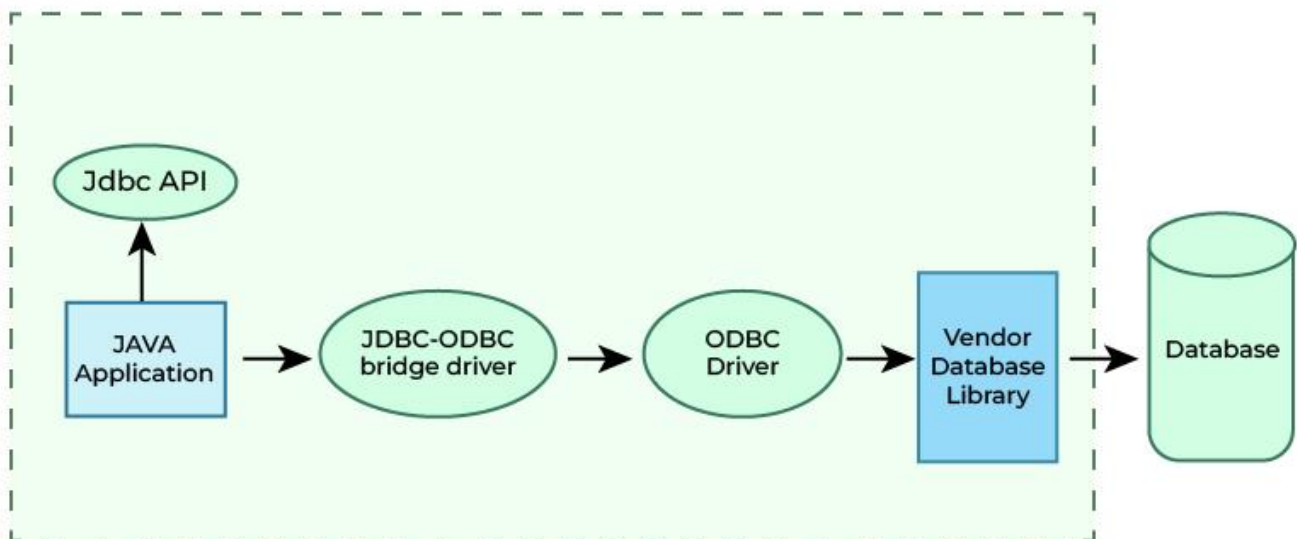 Jdbc API
JAVA
Application
JDBC-ODBC
bridge driver
ODBC
Driver
Vendor
Database
Library
Database